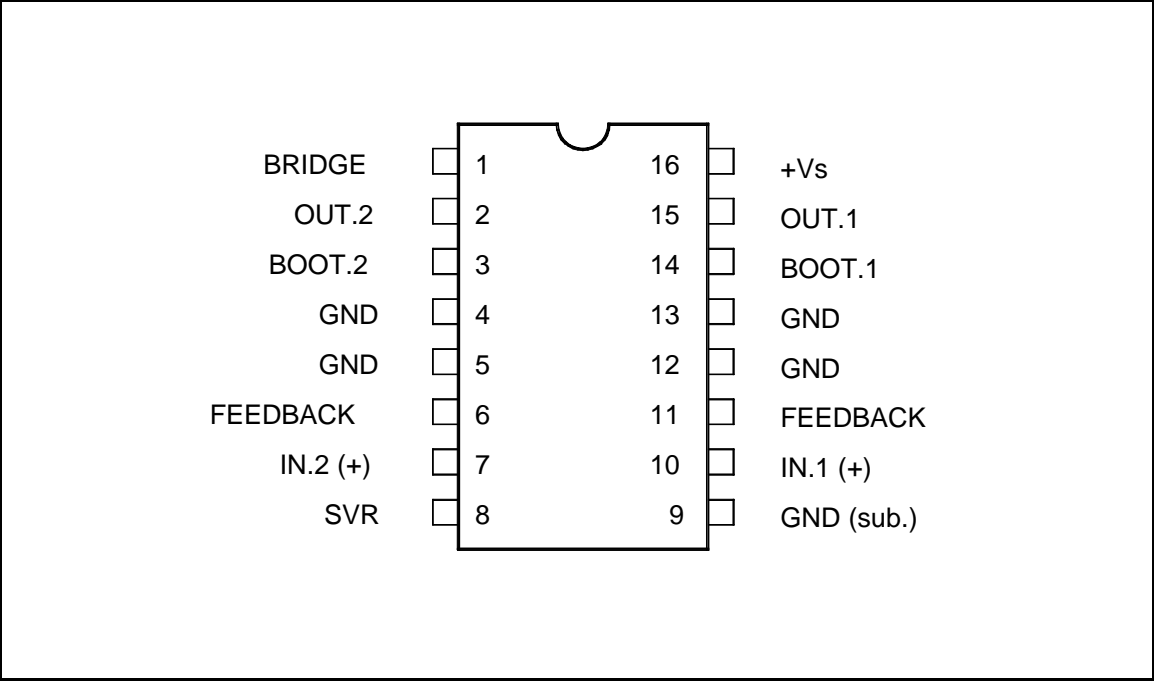 BRIDGE 1 16 +Vs
OUT.2 2 15 OUT.1
BOOT.2 3 14 BOOT.1
GND 4 13 GND
GND 5 12 GND
FEEDBACK 6 11 FEEDBACK
IN.2 (+) 7 10 IN.1 (+)
SVR 8 9 GND (sub.)